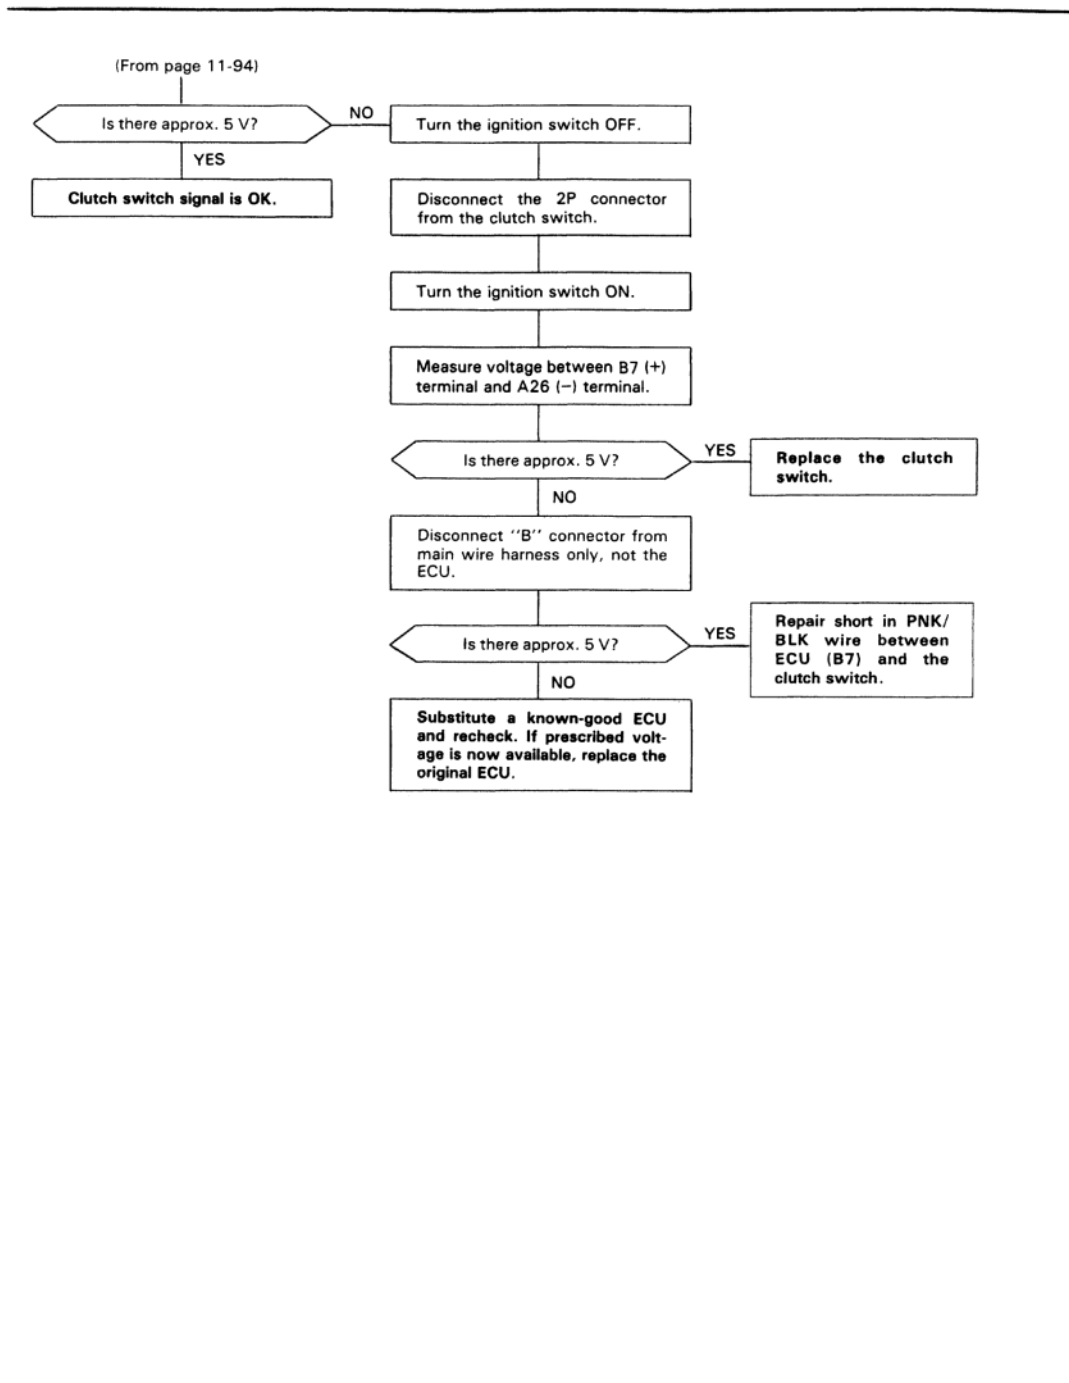 (From page 11-94)
Is there approx. 5 V?
NO
Turn the ignition switch OFF.
YES
Clutch switch signal is OK.
Disconnect the 2P connector
from the clutch switch.
Turn the ignition switch ON.
Measure voltage between B7 (+)
terminal and A26 (−) terminal.
Is there approx. 5 V?
YES
Replace the clutch
switch.
NO
Disconnect "B" connector from
main wire harness only, not the
ECU.
Is there approx. 5 V?
YES
Repair short in PNK/
BLK wire between
ECU (B7) and the
clutch switch.
NO
Substitute a known-good ECU
and recheck. If prescribed volt-
age is now available, replace the
original ECU.